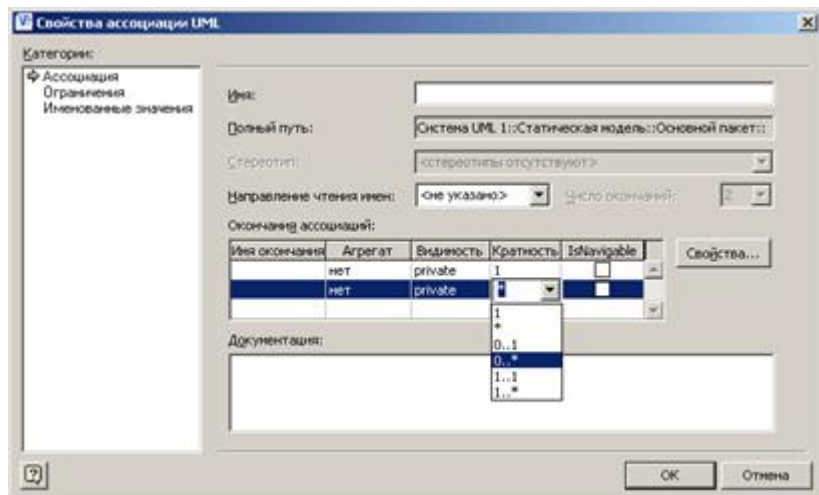 Свойства ассоциации UML
Категории:
Ассоциация
Ограничения
Именованные значения
Имя:
Полный путь: Система UML 1::Статическая модель::Основной пакет::
Стереотип: <стереотипы отсутствуют>
Направление чтения имен: <не указано> Число окончаний: 2
Окончания ассоциаций:
Имя окончания Агрегат Видимость Кратность IsNavigable
нет private 1
нет private *
Свойства...
1
*
0..1
0..*
1..1
1..*
Документация:
OK Отмена